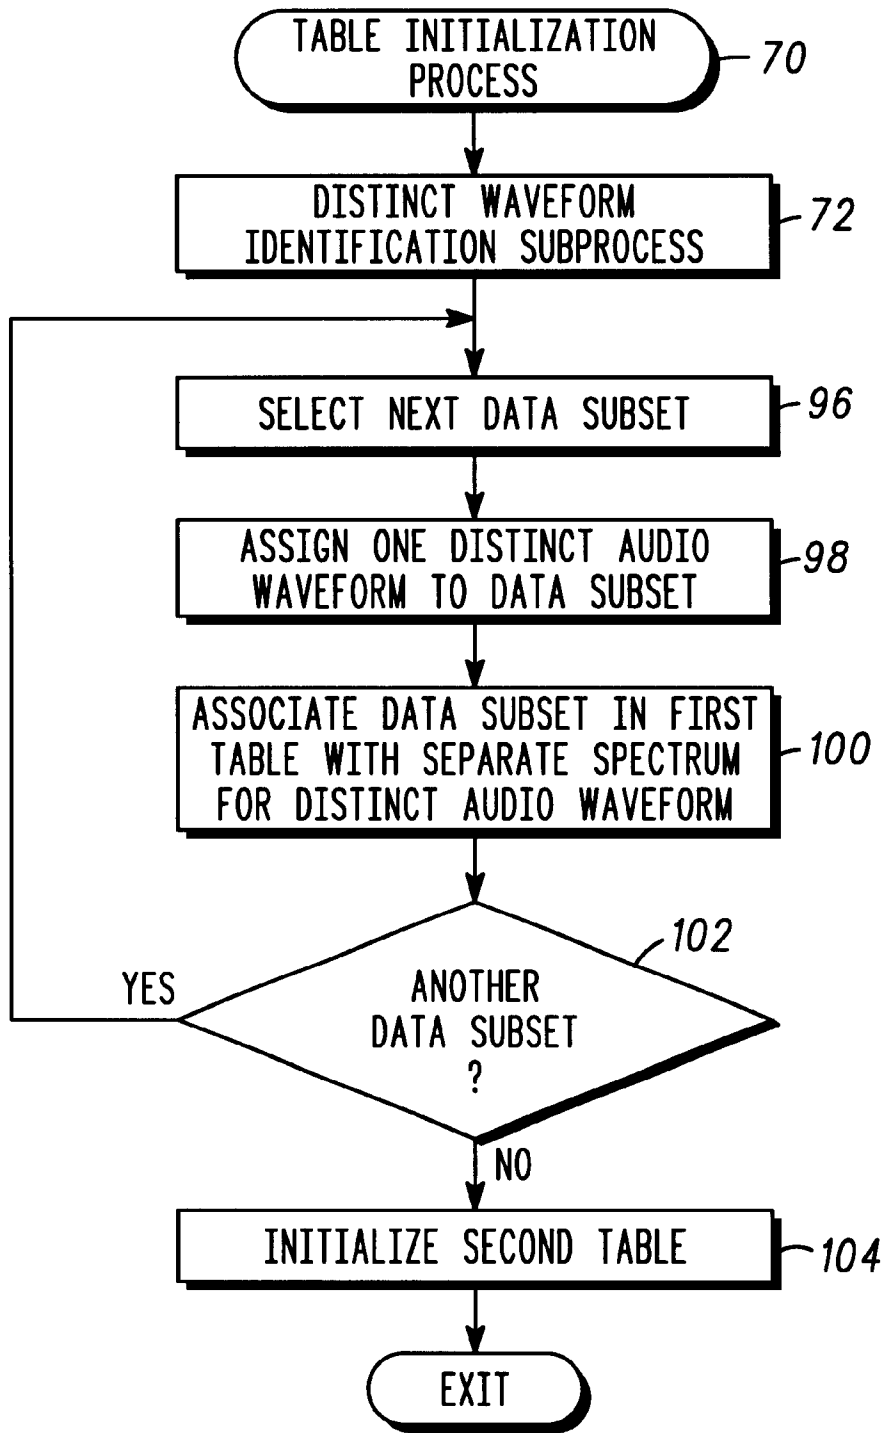 TABLE INITIALIZATION
PROCESS
70
DISTINCT WAVEFORM
IDENTIFICATION SUBPROCESS
72
SELECT NEXT DATA SUBSET
96
ASSIGN ONE DISTINCT AUDIO
WAVEFORM TO DATA SUBSET
98
ASSOCIATE DATA SUBSET IN FIRST
TABLE WITH SEPARATE SPECTRUM
FOR DISTINCT AUDIO WAVEFORM
100
102
YES
ANOTHER
DATA SUBSET
?
NO
INITIALIZE SECOND TABLE
104
EXIT